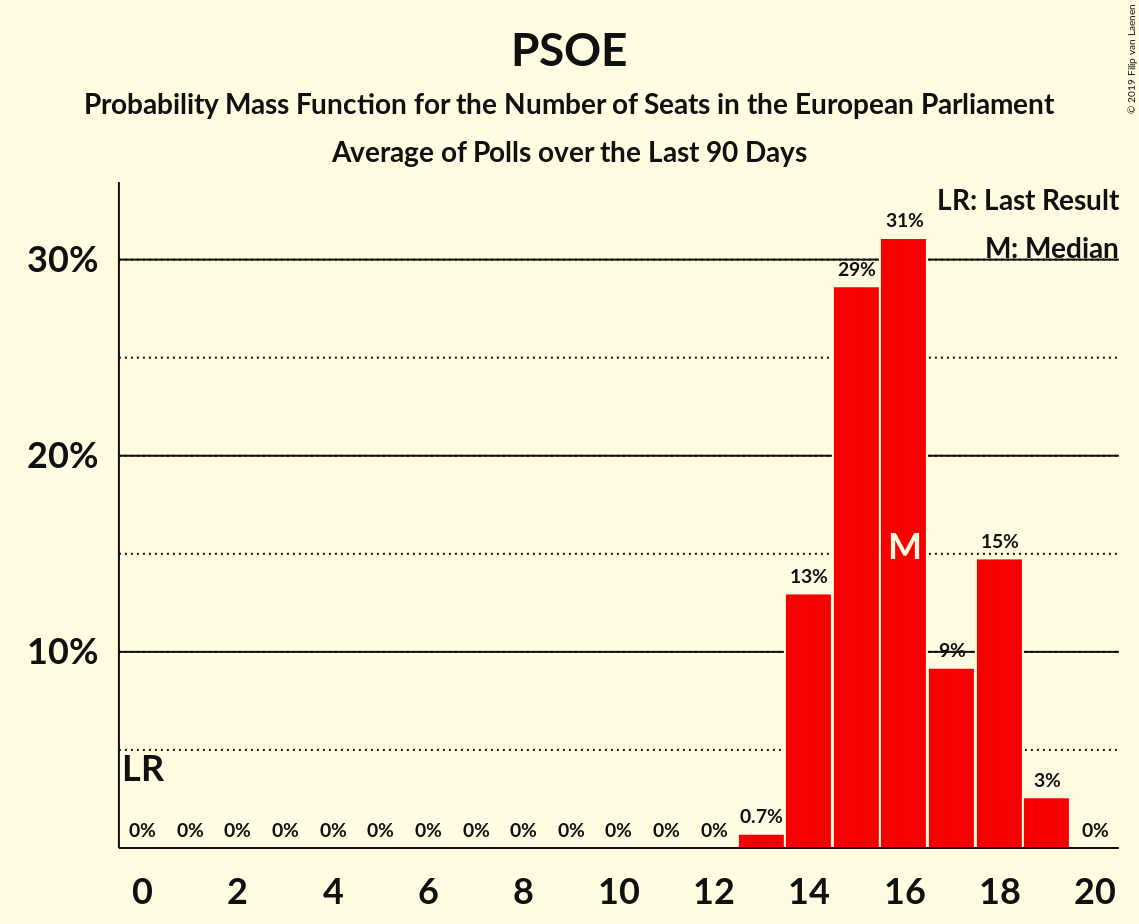 PSOE
Probability Mass Function for the Number of Seats in the European Parliament
Average of Polls over the Last 90 Days
© 2019 Filip van Laenen
LR: Last Result
M: Median
30%
20%
10%
31%
29%
M
15%
13%
9%
LR
3%
0.7%
0% 0% 0% 0% 0% 0% 0% 0% 0% 0% 0% 0% 0% 0%
0 2 4 6 8 10 12 14 16 18 20